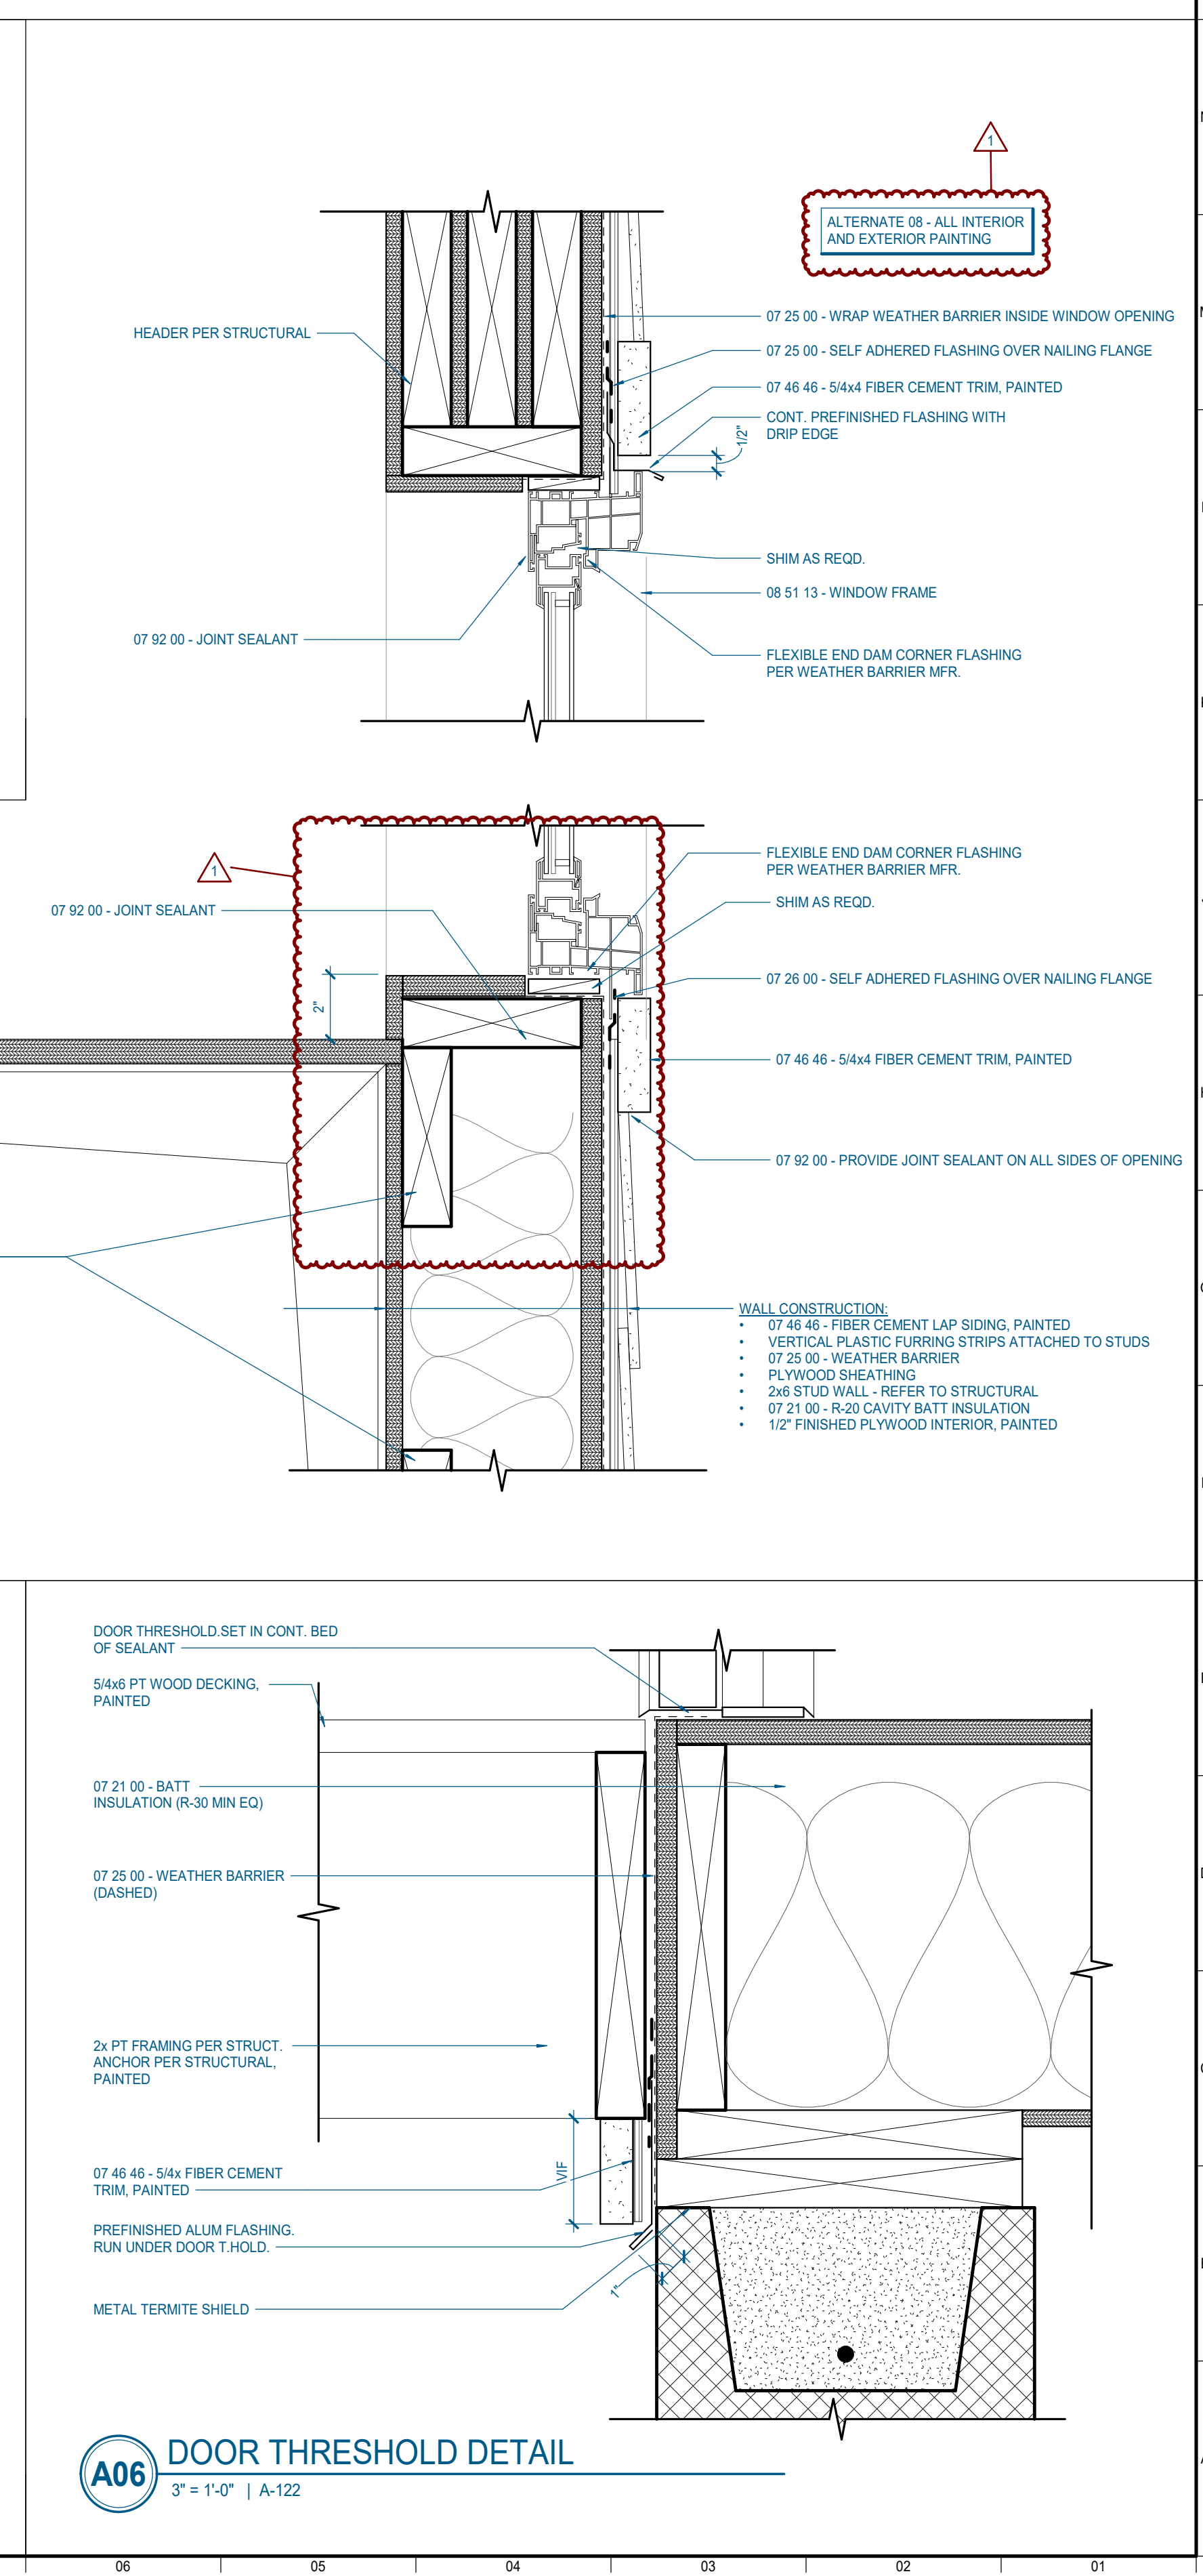 1
ALTERNATE 08 - ALL INTERIOR
AND EXTERIOR PAINTING
HEADER PER STRUCTURAL
07 25 00 - WRAP WEATHER BARRIER INSIDE WINDOW OPENING
07 25 00 - SELF ADHERED FLASHING OVER NAILING FLANGE
07 46 46 - 5/4x4 FIBER CEMENT TRIM, PAINTED
CONT. PREFINISHED FLASHING WITH
DRIP EDGE
1/2"
SHIM AS REQD.
08 51 13 - WINDOW FRAME
07 92 00 - JOINT SEALANT
FLEXIBLE END DAM CORNER FLASHING
PER WEATHER BARRIER MFR.
1
07 92 00 - JOINT SEALANT
2"
FLEXIBLE END DAM CORNER FLASHING
PER WEATHER BARRIER MFR.
SHIM AS REQD.
07 26 00 - SELF ADHERED FLASHING OVER NAILING FLANGE
07 46 46 - 5/4x4 FIBER CEMENT TRIM, PAINTED
07 92 00 - PROVIDE JOINT SEALANT ON ALL SIDES OF OPENING
WALL CONSTRUCTION:
• 07 46 46 - FIBER CEMENT LAP SIDING, PAINTED
• VERTICAL PLASTIC FURRING STRIPS ATTACHED TO STUDS
• 07 25 00 - WEATHER BARRIER
• PLYWOOD SHEATHING
• 2x6 STUD WALL - REFER TO STRUCTURAL
• 07 21 00 - R-20 CAVITY BATT INSULATION
• 1/2" FINISHED PLYWOOD INTERIOR, PAINTED
DOOR THRESHOLD.SET IN CONT. BED
OF SEALANT
5/4x6 PT WOOD DECKING,
PAINTED
07 21 00 - BATT
INSULATION (R-30 MIN EQ)
07 25 00 - WEATHER BARRIER
(DASHED)
2x PT FRAMING PER STRUCT.
ANCHOR PER STRUCTURAL,
PAINTED
VIF
07 46 46 - 5/4x FIBER CEMENT
TRIM, PAINTED
PREFINISHED ALUM FLASHING.
RUN UNDER DOOR T.HOLD.
1"
METAL TERMITE SHIELD
A06
DOOR THRESHOLD DETAIL
3" = 1'-0" | A-122
06
05
04
03
02
01